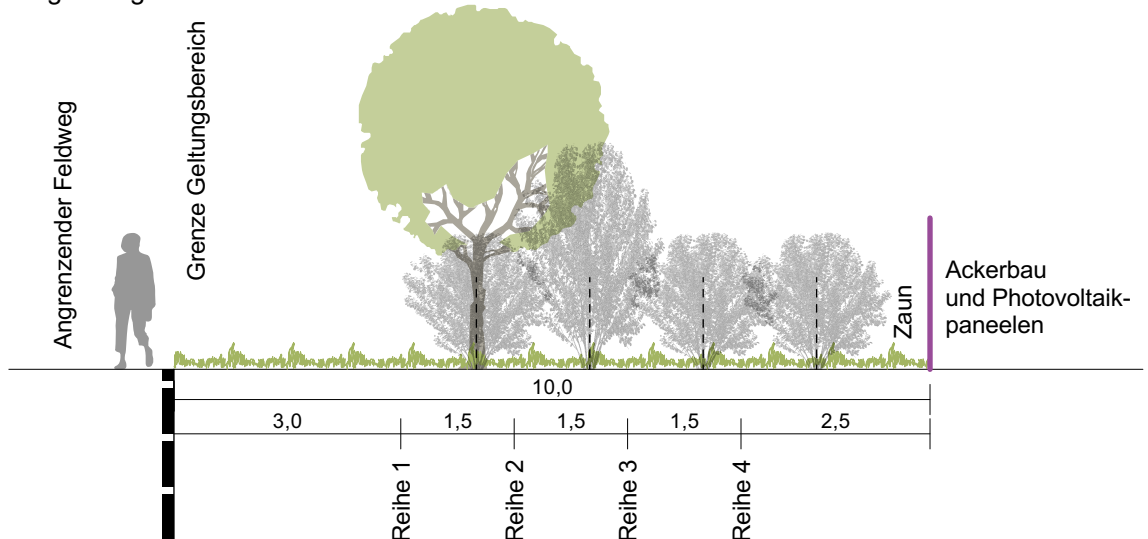 Angrenzender Feldweg
Grenze Geltungsbereich
Zaun
Ackerbau
und Photovoltaik-
paneelen
10,0
3,0
1,5
1,5
1,5
2,5
Reihe 1
Reihe 2
Reihe 3
Reihe 4